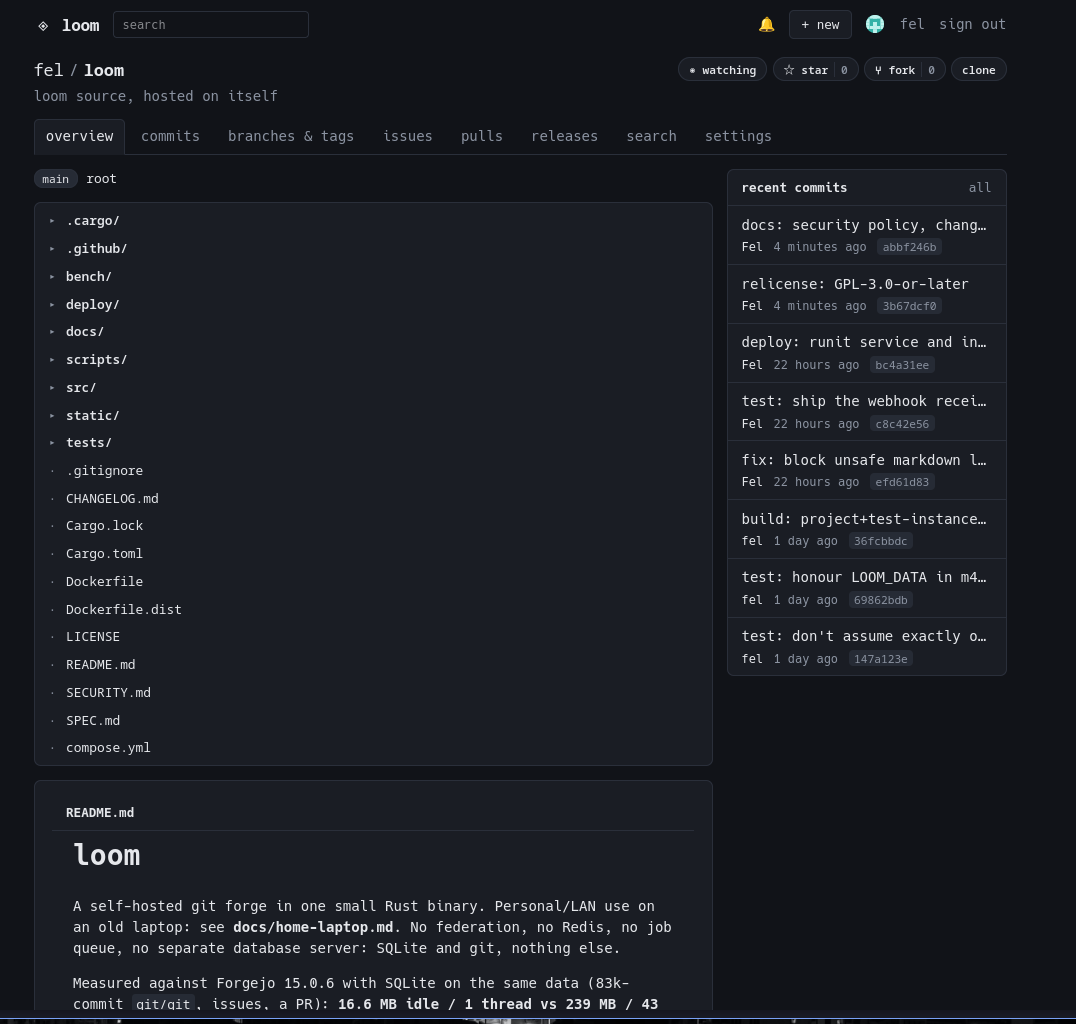 loom
search
+ new
fel
sign out
fel / loom
watching
star 0
fork 0
clone
loom source, hosted on itself
overview
commits
branches & tags
issues
pulls
releases
search
settings
main root
.cargo/
.github/
bench/
deploy/
docs/
scripts/
src/
static/
tests/
.gitignore
CHANGELOG.md
Cargo.lock
Cargo.toml
Dockerfile
Dockerfile.dist
LICENSE
README.md
SECURITY.md
SPEC.md
compose.yml
recent commits
all
docs: security policy, chang…
Fel 4 minutes ago abbf246b
relicense: GPL-3.0-or-later
Fel 4 minutes ago 3b67dcf0
deploy: runit service and in…
Fel 22 hours ago bc4a31ee
test: ship the webhook recei…
Fel 22 hours ago c8c42e56
fix: block unsafe markdown l…
Fel 22 hours ago efd61d83
build: project+test-instance…
fel 1 day ago 36fcbbdc
test: honour LOOM_DATA in m4…
fel 1 day ago 69862bdb
test: don't assume exactly o…
fel 1 day ago 147a123e
README.md
loom
A self-hosted git forge in one small Rust binary. Personal/LAN use on
an old laptop: see docs/home-laptop.md. No federation, no Redis, no job
queue, no separate database server: SQLite and git, nothing else.
Measured against Forgejo 15.0.6 with SQLite on the same data (83k-
commit git/git, issues, a PR): 16.6 MB idle / 1 thread vs 239 MB / 43